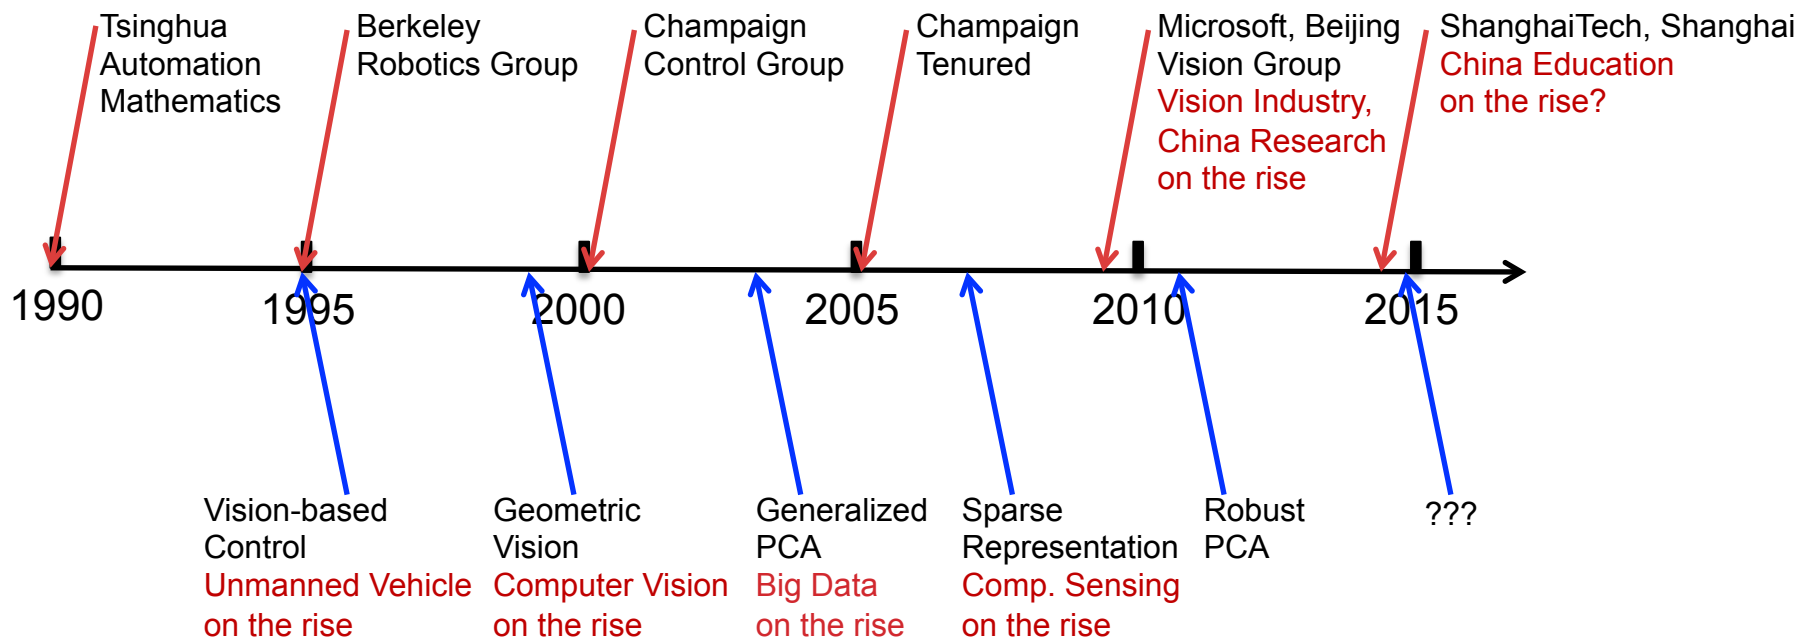 Tsinghua
Automation
Mathematics
Berkeley
Robotics Group
Champaign
Control Group
Champaign
Tenured
Microsoft, Beijing
Vision Group
Vision Industry,
China Research
on the rise
ShanghaiTech, Shanghai
China Education
on the rise?
1990
1995
2000
2005
2010
2015
Vision-based
Control
Unmanned Vehicle
on the rise
Geometric
Vision
Computer Vision
on the rise
Generalized
PCA
Big Data
on the rise
Sparse
Representation
Comp. Sensing
on the rise
Robust
PCA
???